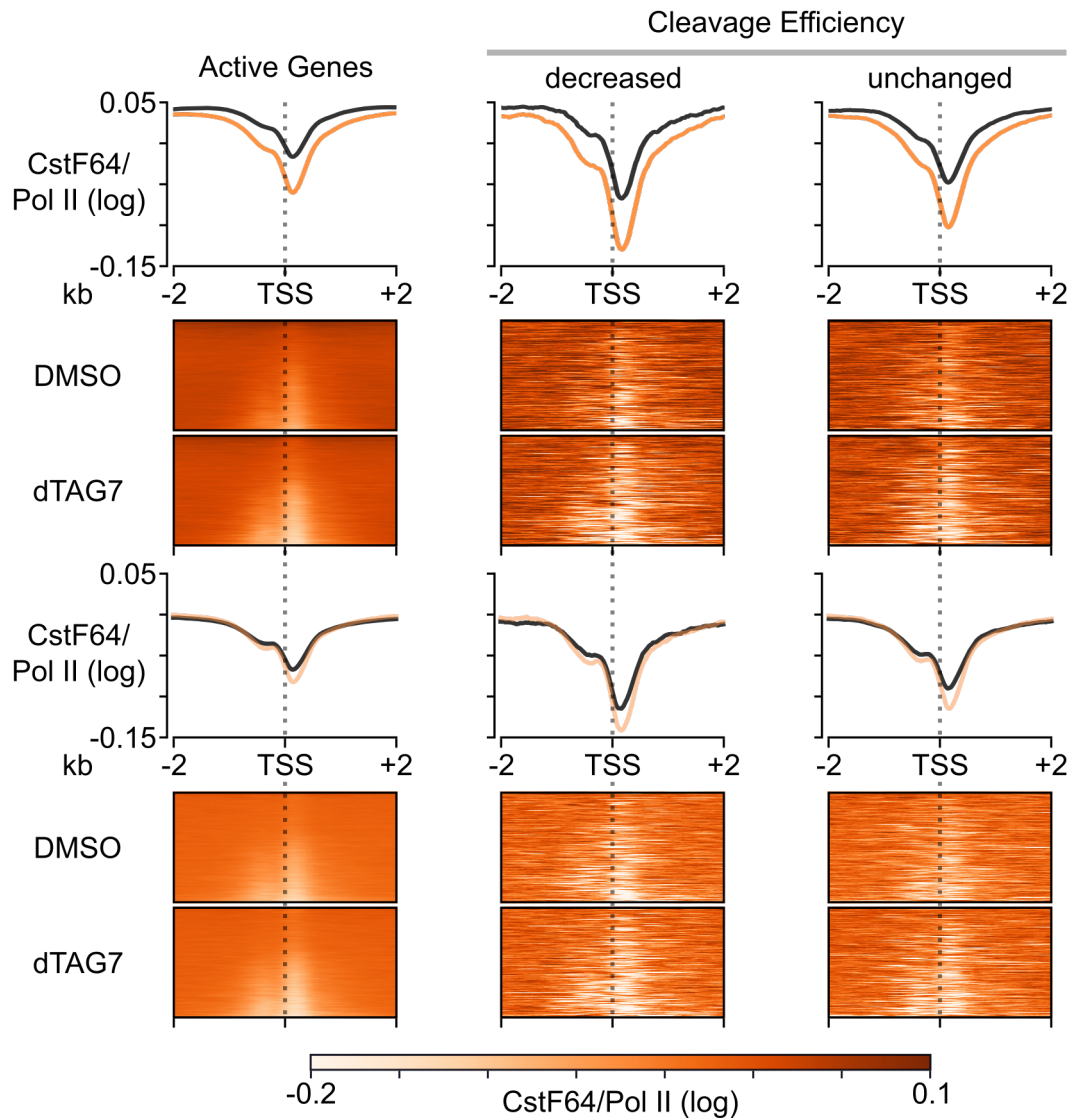 Cleavage Efficiency
Active Genes
decreased
unchanged
0.05
CstF64/
Pol II (log)
-0.15
kb
-2
TSS
+2
-2
TSS
+2
-2
TSS
+2
DMSO
dTAG7
0.05
CstF64/
Pol II (log)
-0.15
kb
-2
TSS
+2
-2
TSS
+2
-2
TSS
+2
DMSO
dTAG7
-0.2
CstF64/Pol II (log)
0.1